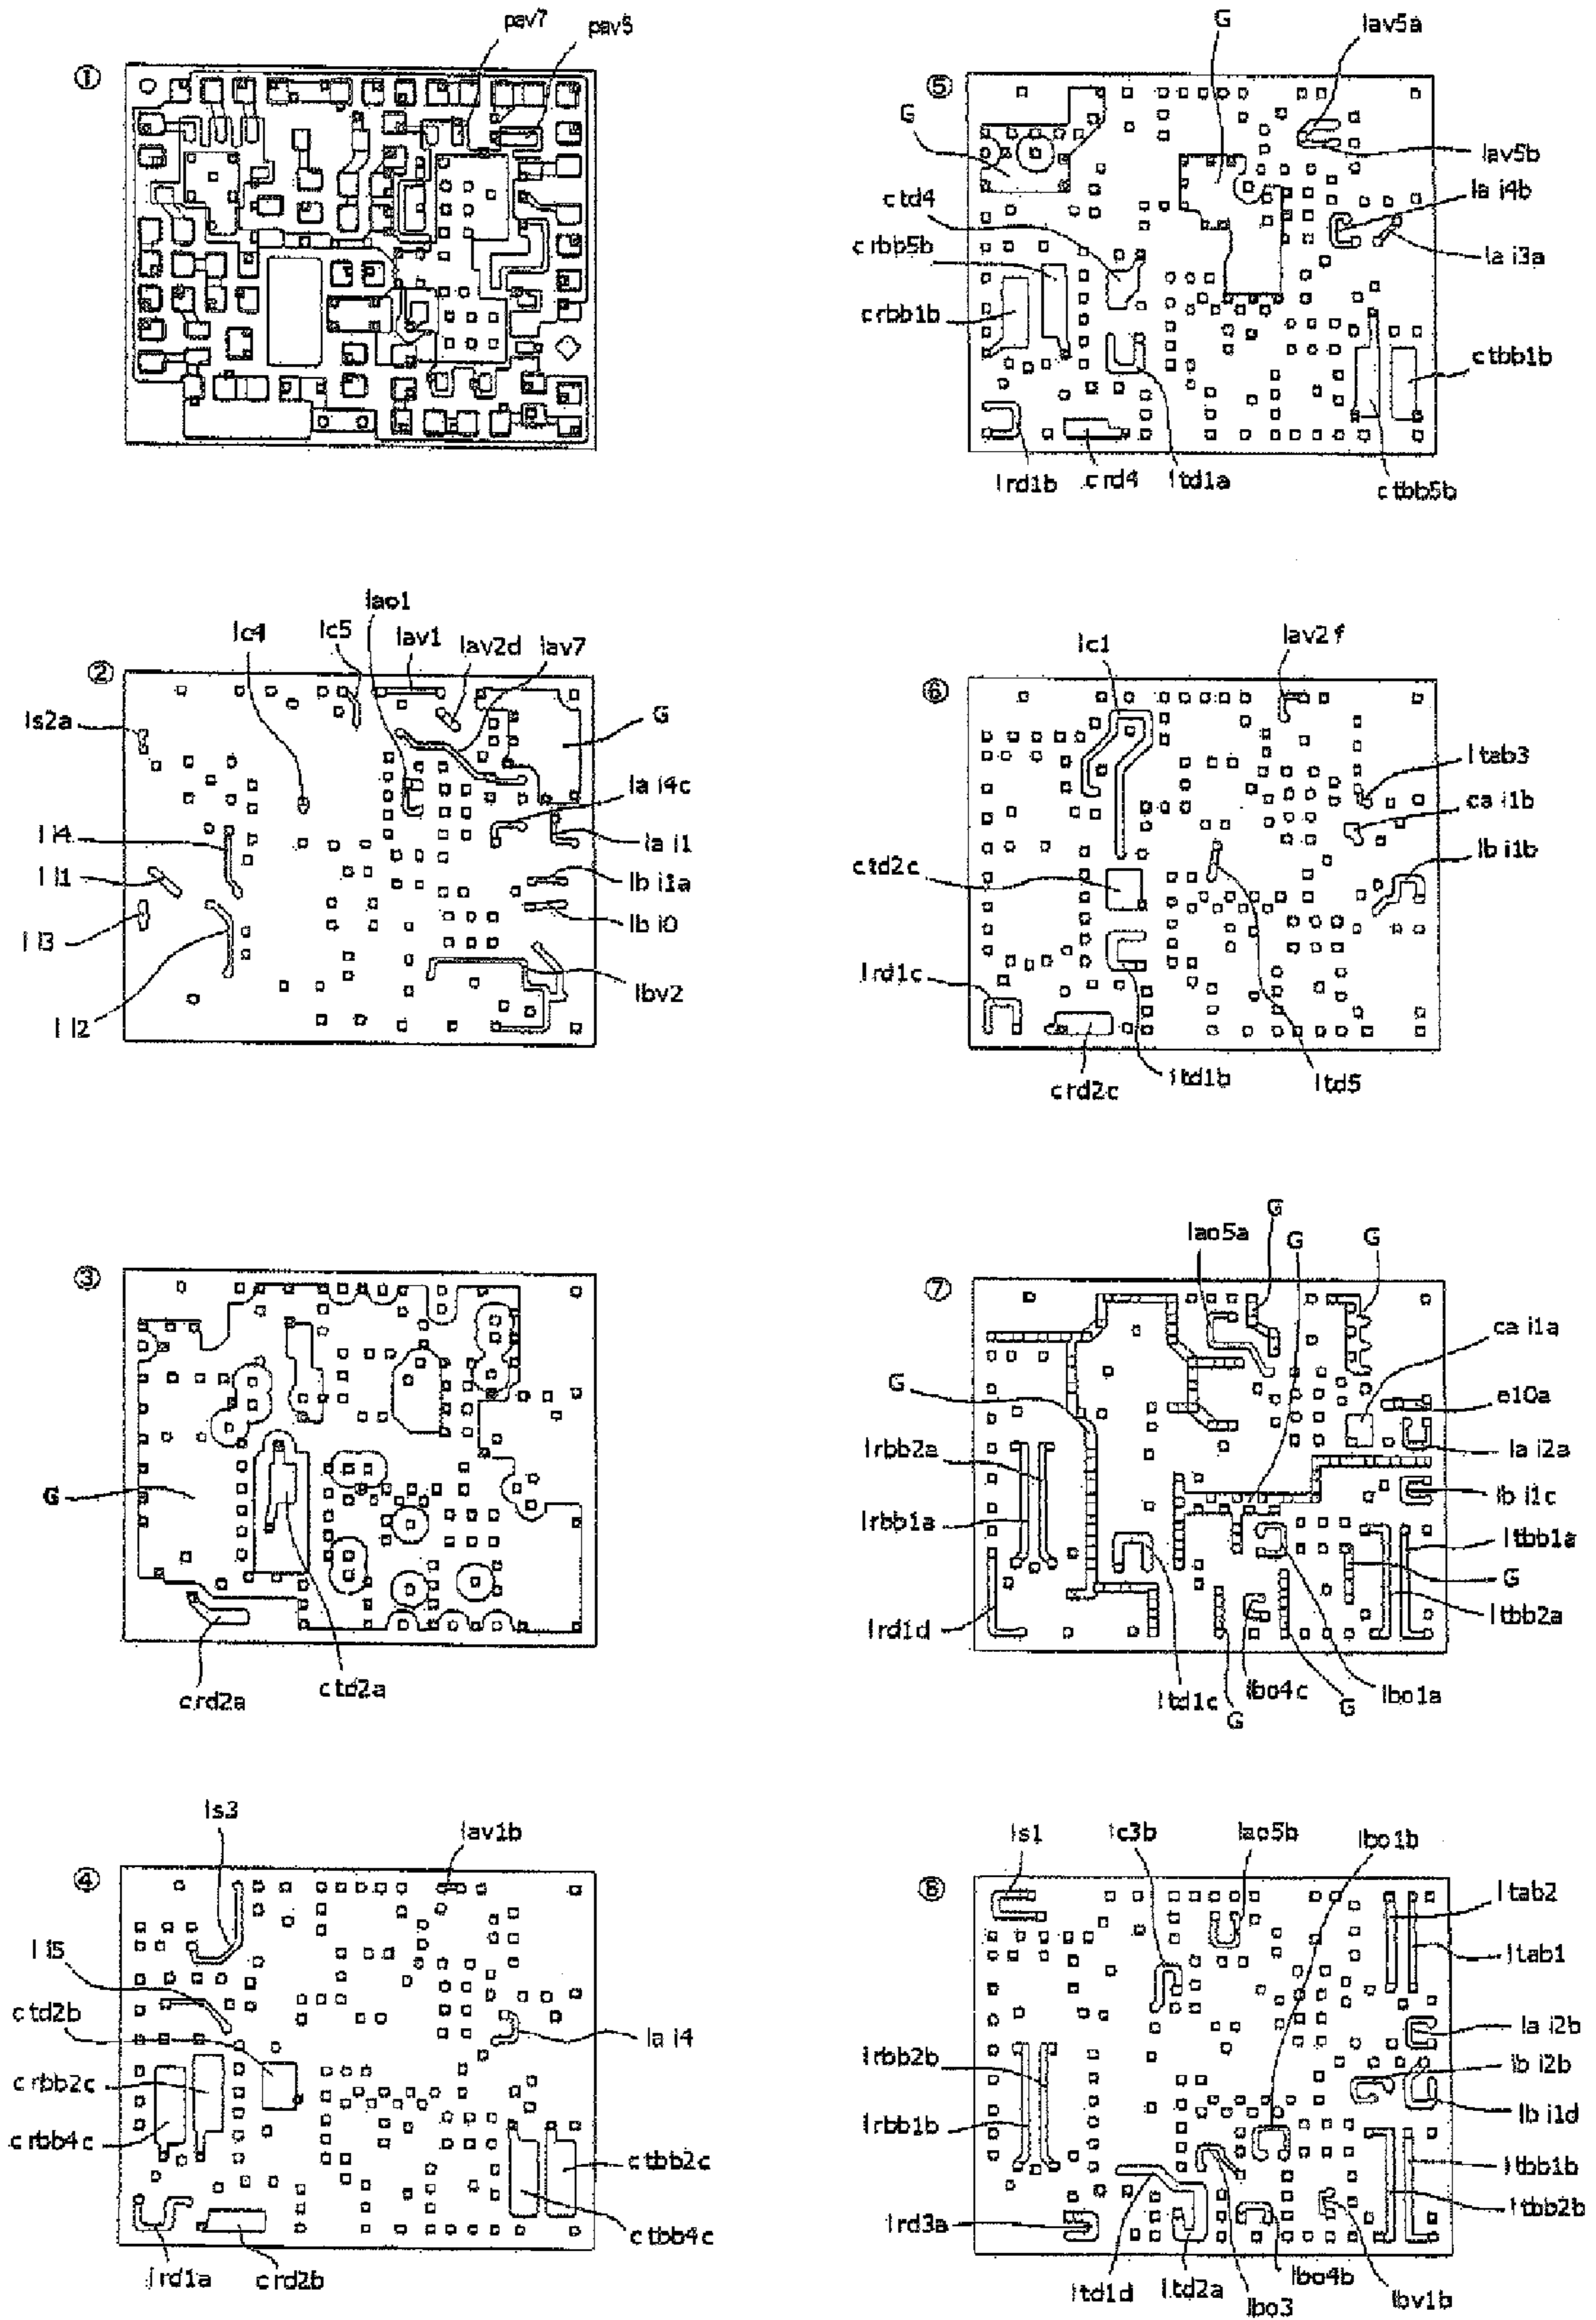 ①
pav7
pav5
②
ls2a
lc4
lc5
lao1
lav1
lav2d
lav7
G
la i4c
la i1
lb i1a
lb i0
lbv2
l l4
l l1
l l3
l l2
③
G
crd2a
ctd2a
④
ls3
lav1b
l l5
ctd2b
crbb2c
crbb4c
la i4
ctbb2c
ctbb4c
lrd1a
crd2b
⑤
G
G
lav5a
lav5b
la i4b
la i3a
ctd4
crbb5b
crbb1b
ctbb1b
ctbb5b
lrd1b
crd4
ltd1a
⑥
lc1
lav2f
ltab3
ca i1b
lb i1b
ctd2c
lrd1c
crd2c
ltd1b
ltd5
⑦
lao5a
G
G
G
ca i1a
e10a
la i2a
lb i1c
ltbb1a
G
ltbb2a
G
lrbb2a
lrbb1a
lrd1d
ltd1c
G
lbo4c
G
lbo1a
⑧
ls1
lc3b
lao5b
lbo1b
ltab2
ltab1
la i2b
lb i2b
lb i1d
ltbb1b
ltbb2b
lrbb2b
lrbb1b
lrd3a
ltd1d
ltd2a
lbo3
lbo4b
lbv1b